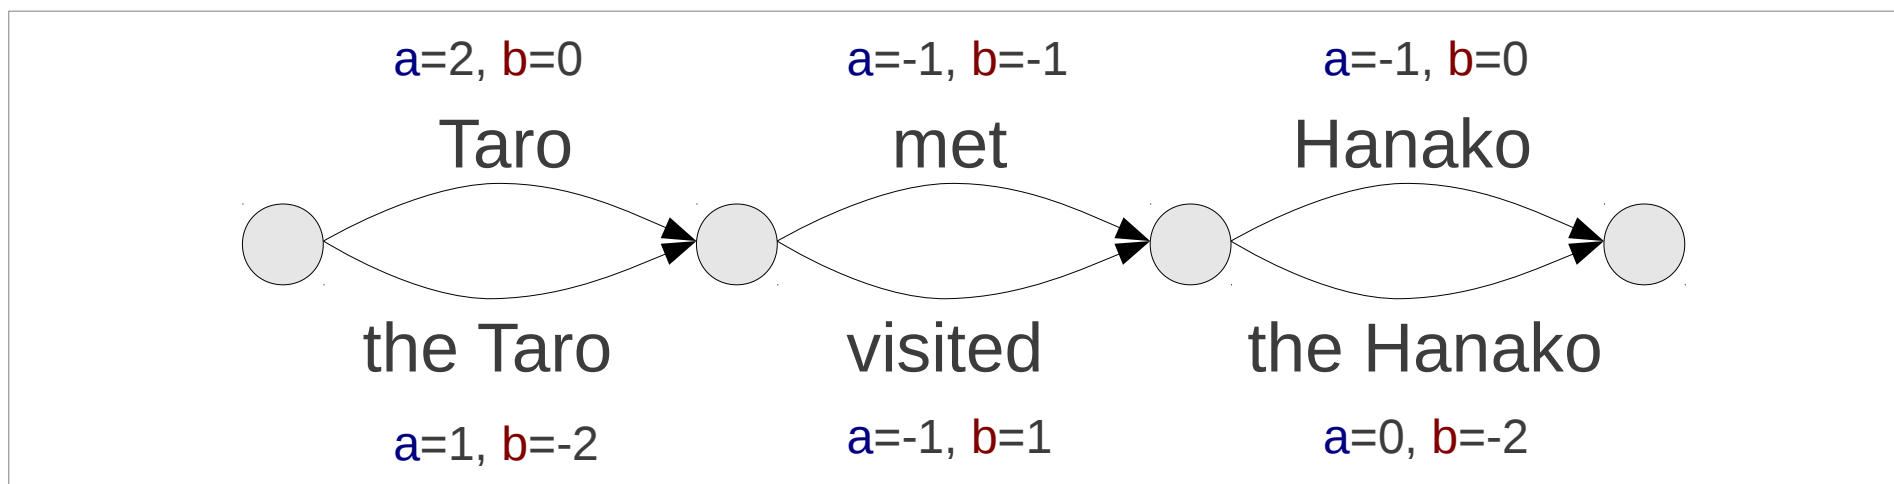 a=2, b=0 a=-1, b=-1 a=-1, b=0
Taro met Hanako
the Taro visited the Hanako
a=1, b=-2 a=-1, b=1 a=0, b=-2